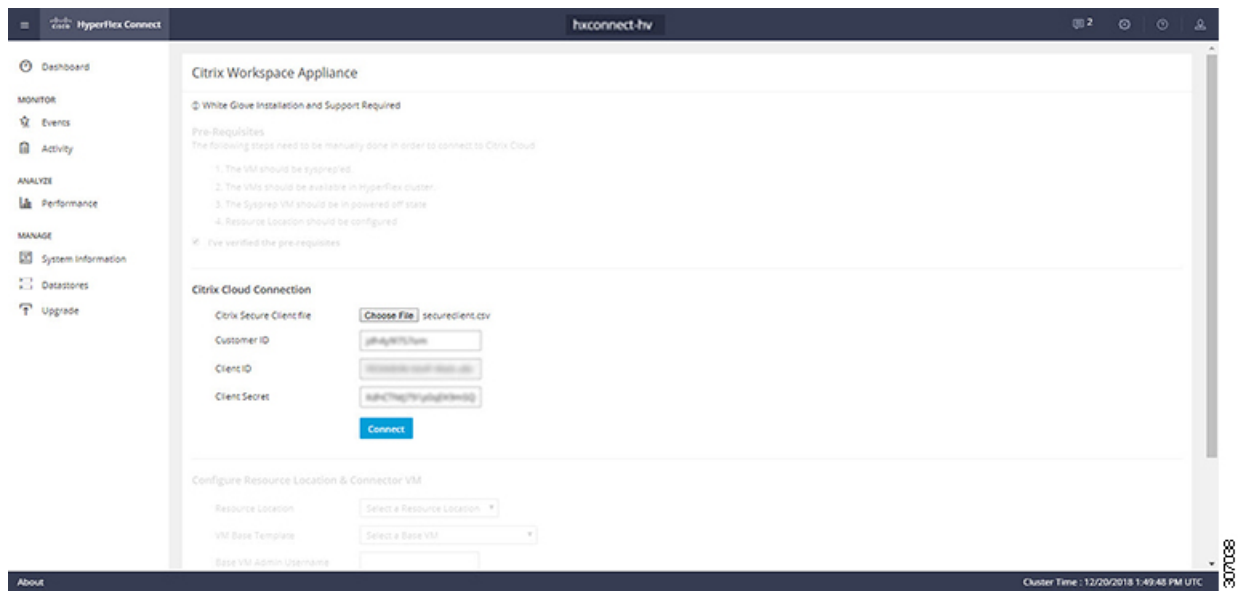 cisco HyperFlex Connect
hxconnect-hv
2
Dashboard
MONITOR
Events
Activity
ANALYZE
Performance
MANAGE
System Information
Datastores
Upgrade
Citrix Workspace Appliance
White Glove Installation and Support Required
Pre-Requisites
The following steps need to be manually done in order to connect to Citrix Cloud
1. The VM should be sysprep'ed.
2. The VMs should be available in HyperFlex cluster.
3. The Sysprep VM should be in powered off state
4. Resource Location should be configured
I've verified the pre-requisites
Citrix Cloud Connection
Citrix Secure Client file Choose File secureclient.csv
Customer ID
Client ID
Client Secret
Connect
Configure Resource Location & Connector VM
Resource Location Select a Resource Location
VM Base Template Select a Base VM
Base VM Admin Username
About
Cluster Time : 12/20/2018 1:49:48 PM UTC
307038